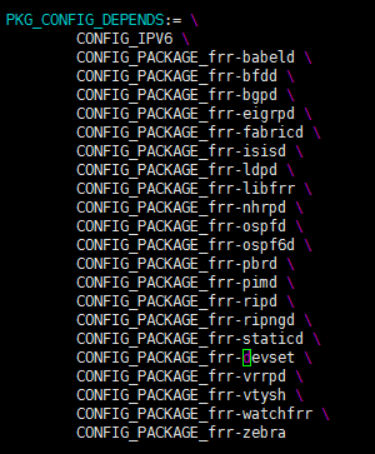 PKG_CONFIG_DEPENDS:= \
CONFIG_IPV6 \
CONFIG_PACKAGE_frr-babeld \
CONFIG_PACKAGE_frr-bfdd \
CONFIG_PACKAGE_frr-bgpd \
CONFIG_PACKAGE_frr-eigrpd \
CONFIG_PACKAGE_frr-fabricd \
CONFIG_PACKAGE_frr-isisd \
CONFIG_PACKAGE_frr-ldpd \
CONFIG_PACKAGE_frr-libfrr \
CONFIG_PACKAGE_frr-nhrpd \
CONFIG_PACKAGE_frr-ospfd \
CONFIG_PACKAGE_frr-ospf6d \
CONFIG_PACKAGE_frr-pbrd \
CONFIG_PACKAGE_frr-pimd \
CONFIG_PACKAGE_frr-ripd \
CONFIG_PACKAGE_frr-ripngd \
CONFIG_PACKAGE_frr-staticd \
CONFIG_PACKAGE_frr-devset \
CONFIG_PACKAGE_frr-vrrpd \
CONFIG_PACKAGE_frr-vtysh \
CONFIG_PACKAGE_frr-watchfrr \
CONFIG_PACKAGE_frr-zebra